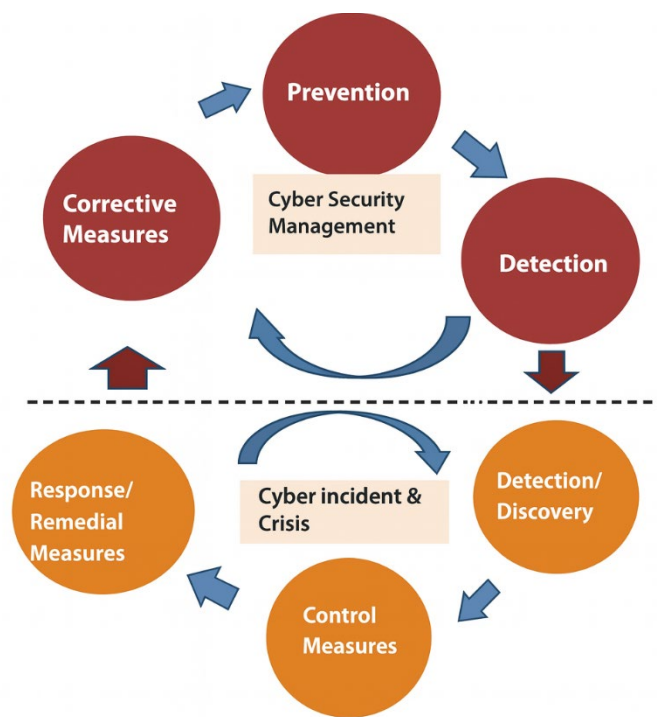 Prevention
Corrective
Measures
Cyber Security
Management
Detection
Response/
Remedial
Measures
Cyber incident &
Crisis
Detection/
Discovery
Control
Measures